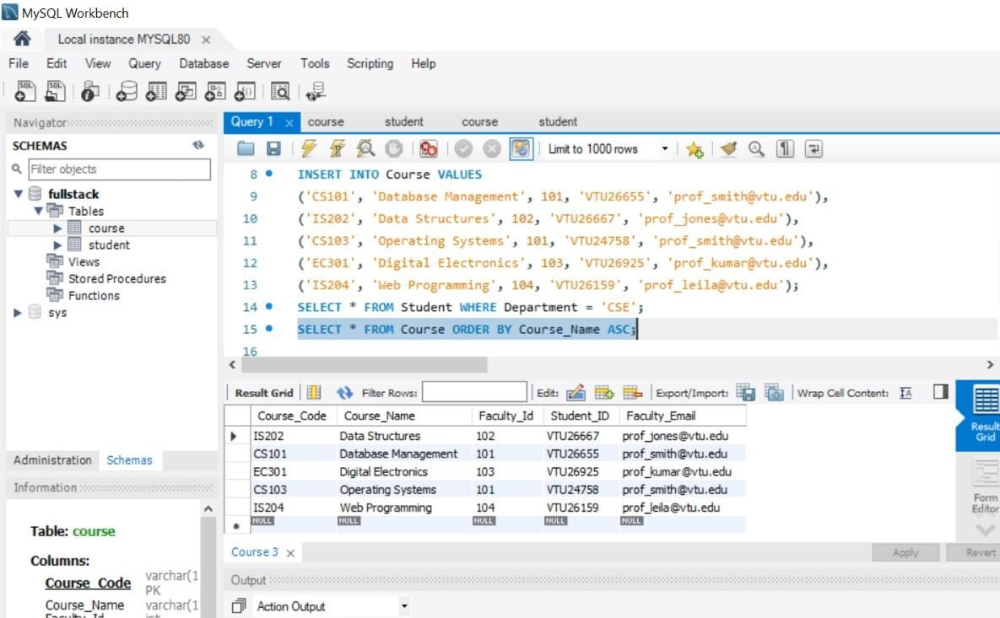 MySQL Workbench
Local instance MYSQL80
File Edit View Query Database Server Tools Scripting Help
Navigator
SCHEMAS
Filter objects
fullstack
Tables
course
student
Views
Stored Procedures
Functions
sys
Administration Schemas
Information
Table: course
Columns:
Course_Code varchar(1
PK
Course_Name varchar(1
Faculty_Id int
Query 1 course student course student
Limit to 1000 rows
8 INSERT INTO Course VALUES
9 ('CS101', 'Database Management', 101, 'VTU26655', 'prof_smith@vtu.edu'),
10 ('IS202', 'Data Structures', 102, 'VTU26667', 'prof_jones@vtu.edu'),
11 ('CS103', 'Operating Systems', 101, 'VTU24758', 'prof_smith@vtu.edu'),
12 ('EC301', 'Digital Electronics', 103, 'VTU26925', 'prof_kumar@vtu.edu'),
13 ('IS204', 'Web Programming', 104, 'VTU26159', 'prof_leila@vtu.edu');
14 SELECT * FROM Student WHERE Department = 'CSE';
15 SELECT * FROM Course ORDER BY Course_Name ASC;
16
Result Grid Filter Rows: Edit: Export/Import: Wrap Cell Content:
Course_Code Course_Name Faculty_Id Student_ID Faculty_Email
IS202 Data Structures 102 VTU26667 prof_jones@vtu.edu
CS101 Database Management 101 VTU26655 prof_smith@vtu.edu
EC301 Digital Electronics 103 VTU26925 prof_kumar@vtu.edu
CS103 Operating Systems 101 VTU24758 prof_smith@vtu.edu
IS204 Web Programming 104 VTU26159 prof_leila@vtu.edu
NULL NULL NULL NULL NULL
Result
Grid
Form
Editor
Course 3 Apply Revert
Output
Action Output